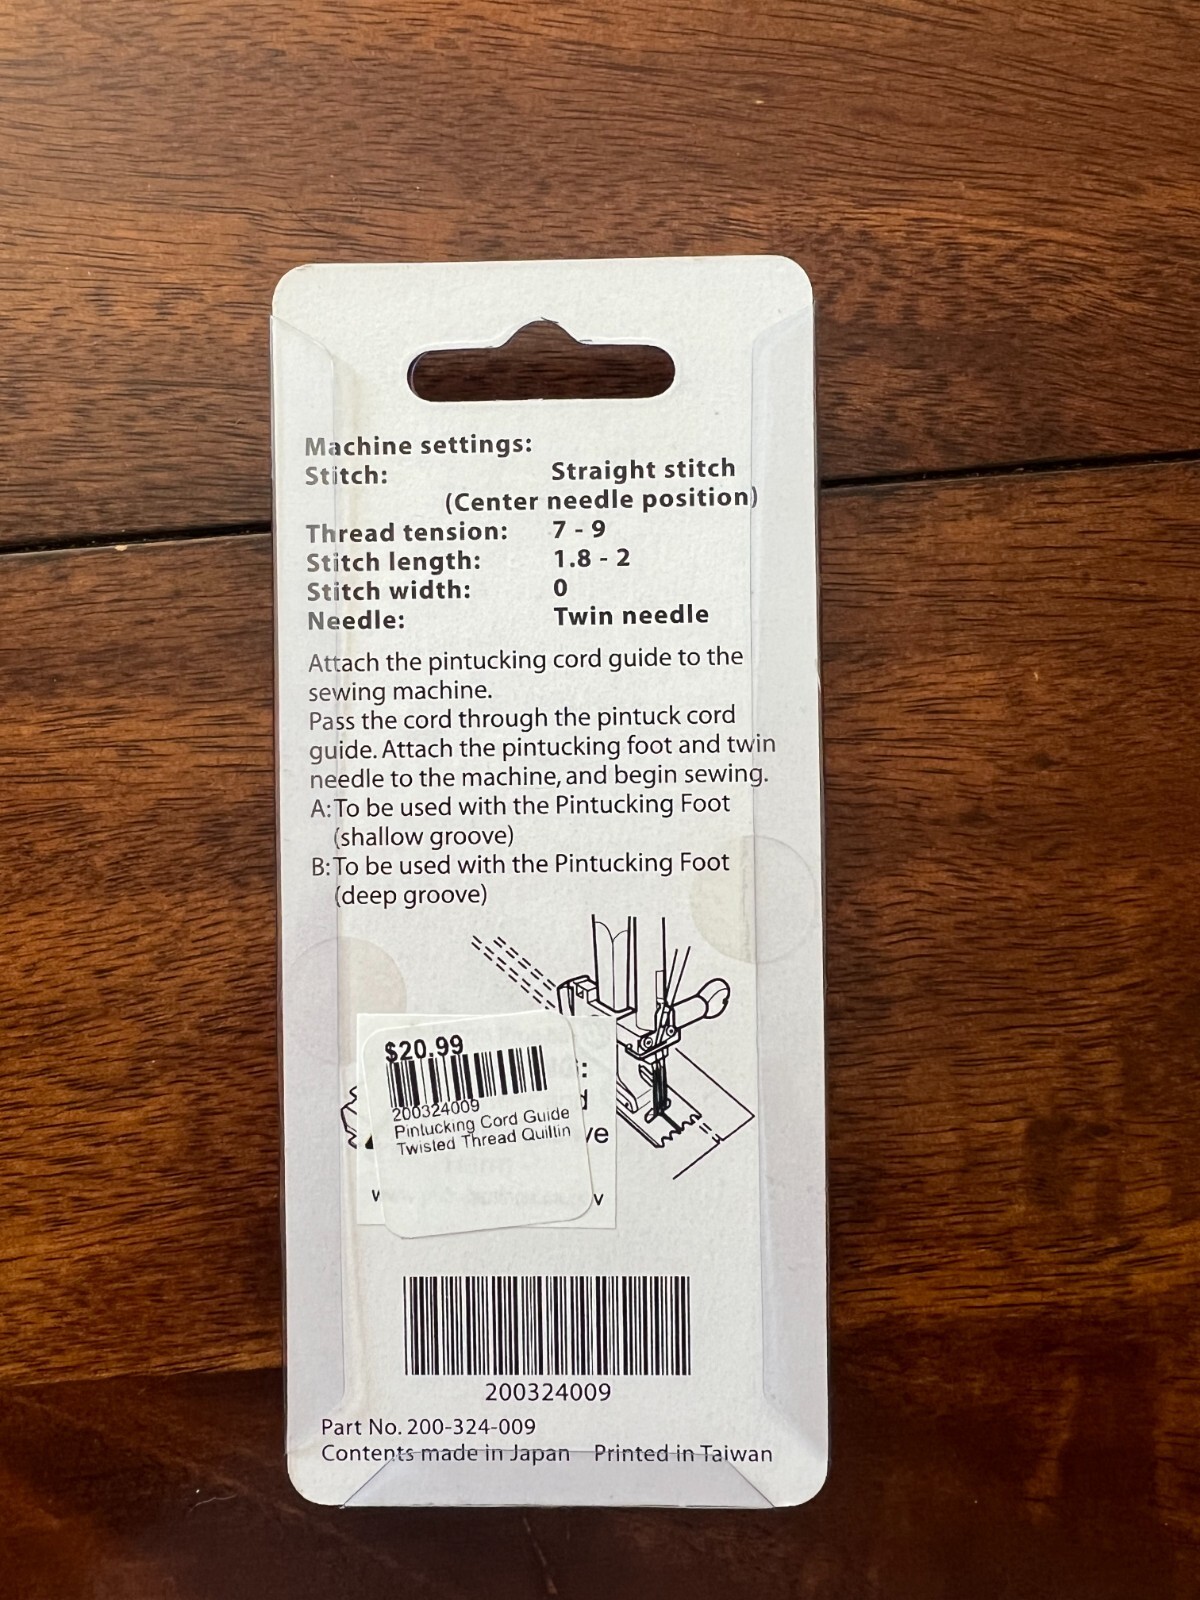 Machine settings:
Stitch: Straight stitch
(Center needle position)
Thread tension: 7 - 9
Stitch length: 1.8 - 2
Stitch width: 0
Needle: Twin needle
Attach the pintucking cord guide to the
sewing machine.
Pass the cord through the pintuck cord
guide. Attach the pintucking foot and twin
needle to the machine, and begin sewing.
A: To be used with the Pintucking Foot
(shallow groove)
B: To be used with the Pintucking Foot
(deep groove)
$20.99
200324009
Pintucking Cord Guide
Twisted Thread Quiltin
200324009
Part No. 200-324-009
Contents made in Japan Printed in Taiwan